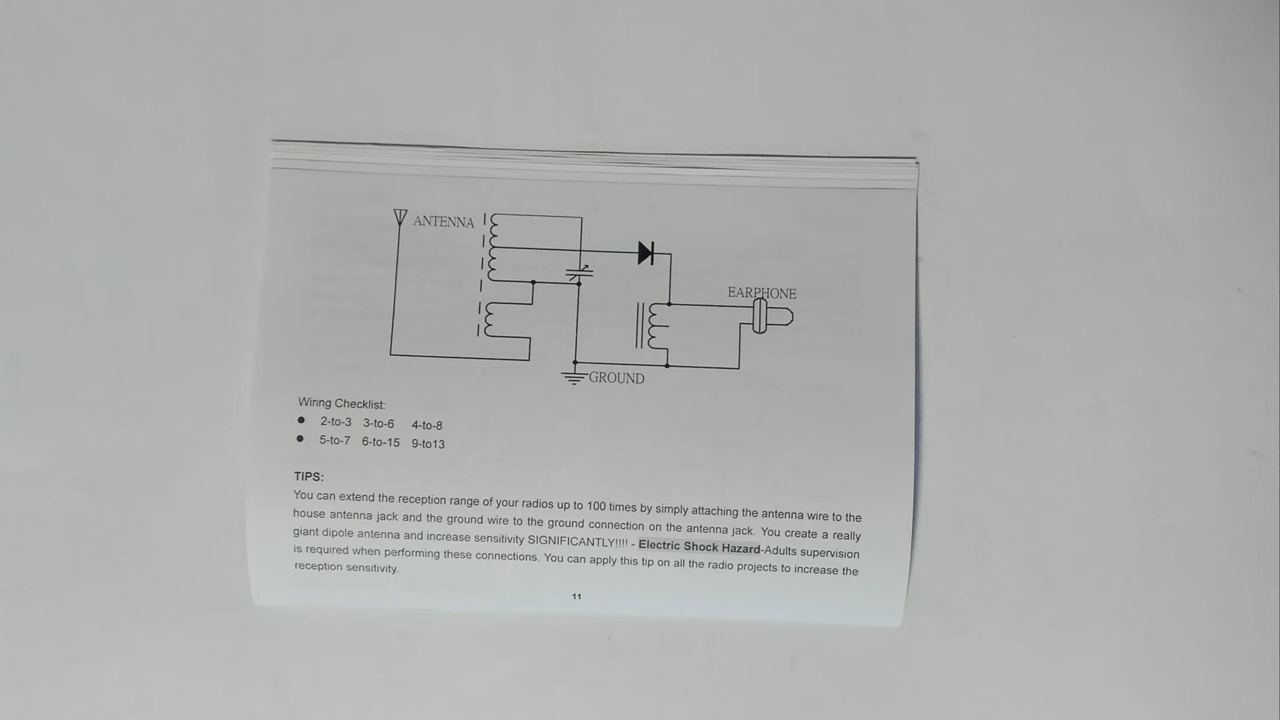 ANTENNA
EARPHONE
GROUND
Wiring Checklist:
● 2-to-3 3-to-6 4-to-8
● 5-to-7 6-to-15 9-to13
TIPS:
You can extend the reception range of your radios up to 100 times by simply attaching the antenna wire to the
house antenna jack and the ground wire to the ground connection on the antenna jack. You create a really
giant dipole antenna and increase sensitivity SIGNIFICANTLY!!!! - Electric Shock Hazard-Adults supervision
is required when performing these connections. You can apply this tip on all the radio projects to increase the
reception sensitivity.
11